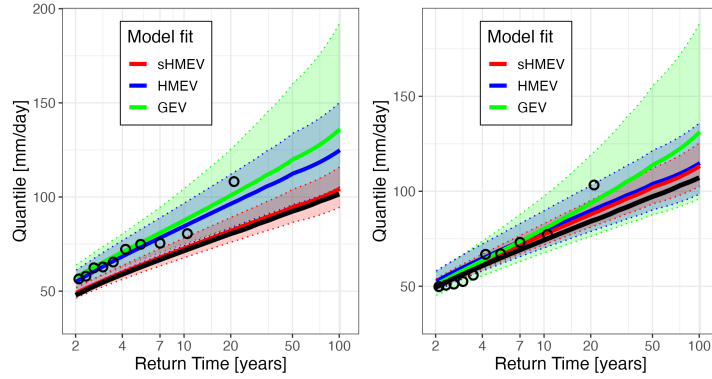 200
150
100
50
Quantile [mm/day]
Model fit
sHMEV
HMEV
GEV
2 4 7 10 20 50 100
Return Time [years]
150
100
50
Quantile [mm/day]
Model fit
sHMEV
HMEV
GEV
2 4 7 10 20 50 100
Return Time [years]